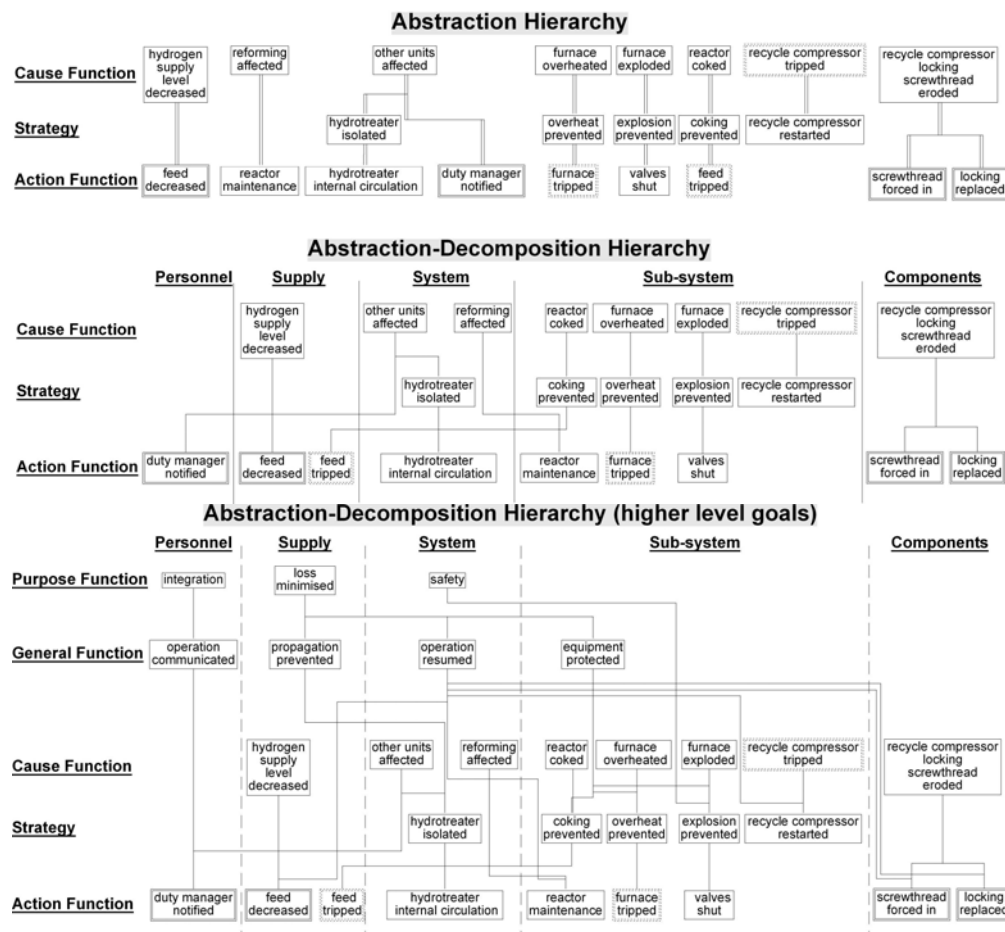 Abstraction Hierarchy
Cause Function
hydrogen
supply
level
decreased
reforming
affected
other units
affected
furnace
overheated
furnace
exploded
reactor
coked
recycle compressor
tripped
recycle compressor
locking
screwthread
eroded
Strategy
hydrotreater
isolated
overheat
prevented
explosion
prevented
coking
prevented
recycle compressor
restarted
Action Function
feed
decreased
reactor
maintenance
hydrotreater
internal circulation
duty manager
notified
furnace
tripped
valves
shut
feed
tripped
screwthread
forced in
locking
replaced
Abstraction-Decomposition Hierarchy
Personnel
Supply
System
Sub-system
Components
Cause Function
hydrogen
supply
level
decreased
other units
affected
reforming
affected
reactor
coked
furnace
overheated
furnace
exploded
recycle compressor
tripped
recycle compressor
locking
screwthread
eroded
Strategy
hydrotreater
isolated
coking
prevented
overheat
prevented
explosion
prevented
recycle compressor
restarted
Action Function
duty manager
notified
feed
decreased
feed
tripped
hydrotreater
internal circulation
reactor
maintenance
furnace
tripped
valves
shut
screwthread
forced in
locking
replaced
Abstraction-Decomposition Hierarchy (higher level goals)
Personnel
Supply
System
Sub-system
Components
Purpose Function
integration
loss
minimised
safety
General Function
operation
communicated
propagation
prevented
operation
resumed
equipment
protected
Cause Function
hydrogen
supply
level
decreased
other units
affected
reforming
affected
reactor
coked
furnace
overheated
furnace
exploded
recycle compressor
tripped
recycle compressor
locking
screwthread
eroded
Strategy
hydrotreater
isolated
coking
prevented
overheat
prevented
explosion
prevented
recycle compressor
restarted
Action Function
duty manager
notified
feed
decreased
feed
tripped
hydrotreater
internal circulation
reactor
maintenance
furnace
tripped
valves
shut
screwthread
forced in
locking
replaced